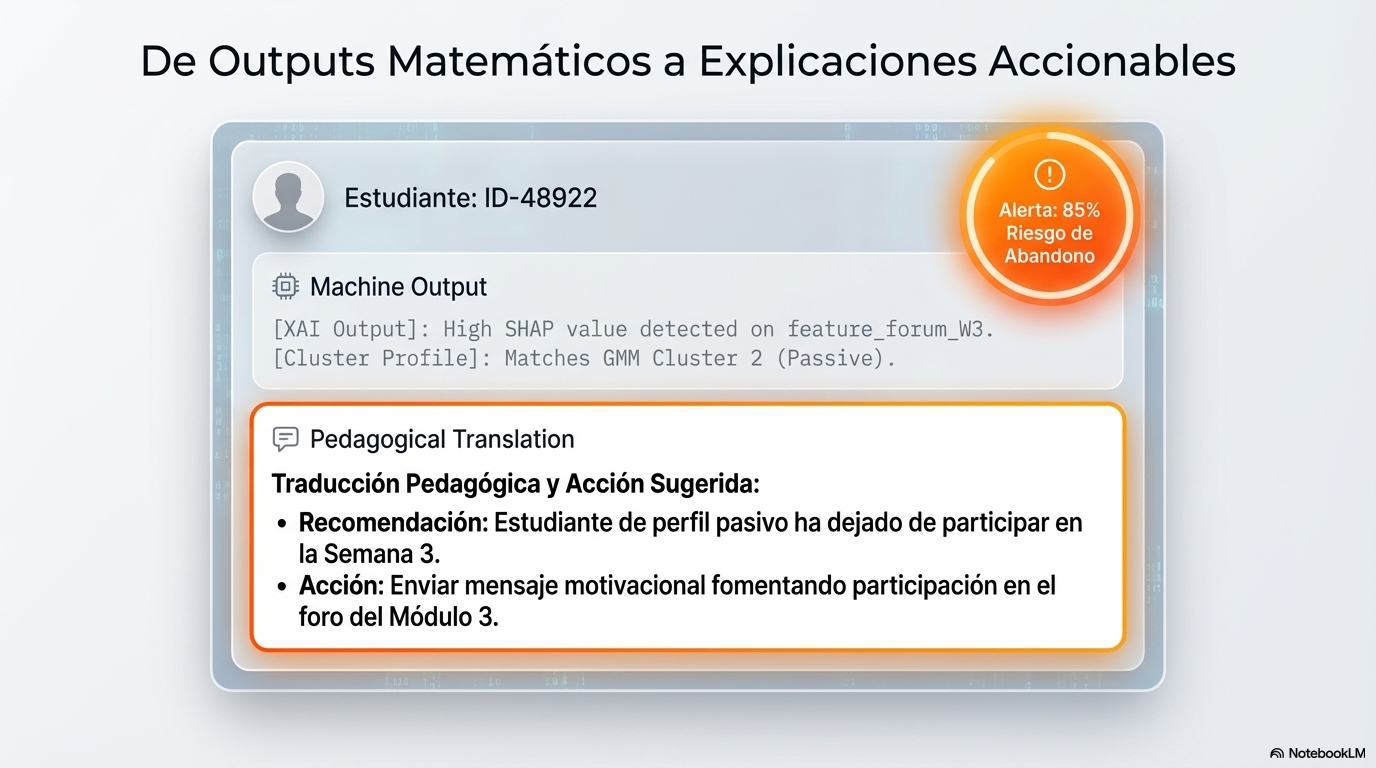 De Outputs Matemáticos a Explicaciones Accionables
Estudiante: ID-48922
Alerta: 85%
Riesgo de
Abandono
Machine Output
[XAI Output]: High SHAP value detected on feature_forum_W3.
[Cluster Profile]: Matches GMM Cluster 2 (Passive).
Pedagogical Translation
Traducción Pedagógica y Acción Sugerida:
• Recomendación: Estudiante de perfil pasivo ha dejado de participar en
la Semana 3.
• Acción: Enviar mensaje motivacional fomentando participación en el
foro del Módulo 3.
NotebookLM